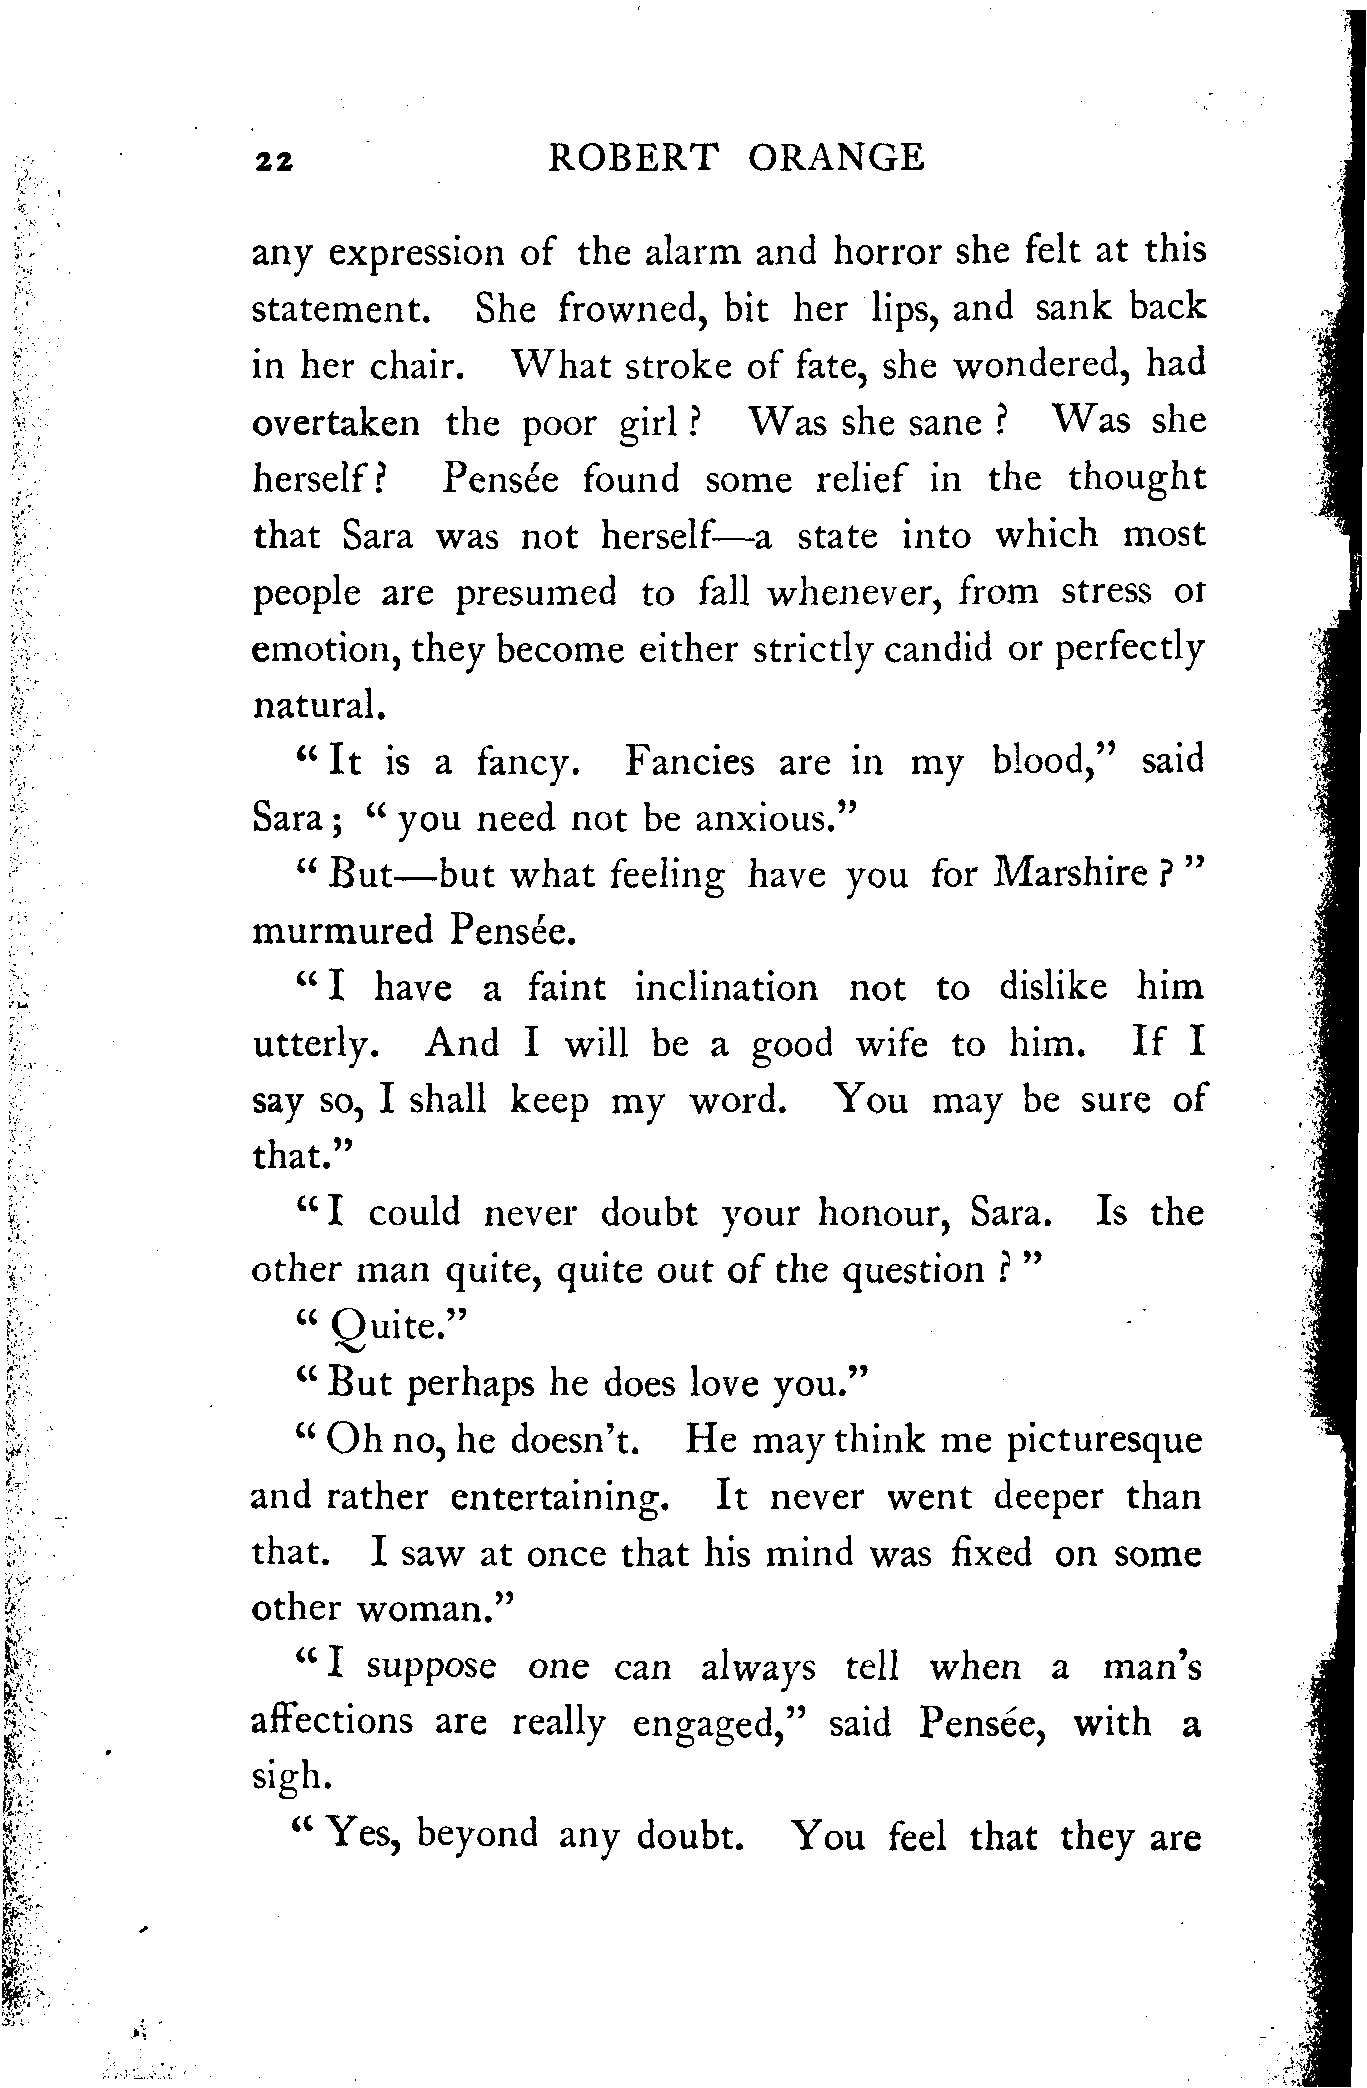 22 ROBERT ORANGE
any expression of the alarm and horror she felt at this
statement. She frowned, bit her lips, and sank back
in her chair. What stroke of fate, she wondered, had
overtaken the poor girl? Was she sane? Was she
herself? Pensée found some relief in the thought
that Sara was not herself—a state into which most
people are presumed to fall whenever, from stress or
emotion, they become either strictly candid or perfectly
natural.
“It is a fancy. Fancies are in my blood,” said
Sara; “you need not be anxious.”
“But—but what feeling have you for Marshire?”
murmured Pensée.
“I have a faint inclination not to dislike him
utterly. And I will be a good wife to him. If I
say so, I shall keep my word. You may be sure of
that.”
“I could never doubt your honour, Sara. Is the
other man quite, quite out of the question?”
“Quite.”
“But perhaps he does love you.”
“Oh no, he doesn’t. He may think me picturesque
and rather entertaining. It never went deeper than
that. I saw at once that his mind was fixed on some
other woman.”
“I suppose one can always tell when a man’s
affections are really engaged,” said Pensée, with a
sigh.
“Yes, beyond any doubt. You feel that they are